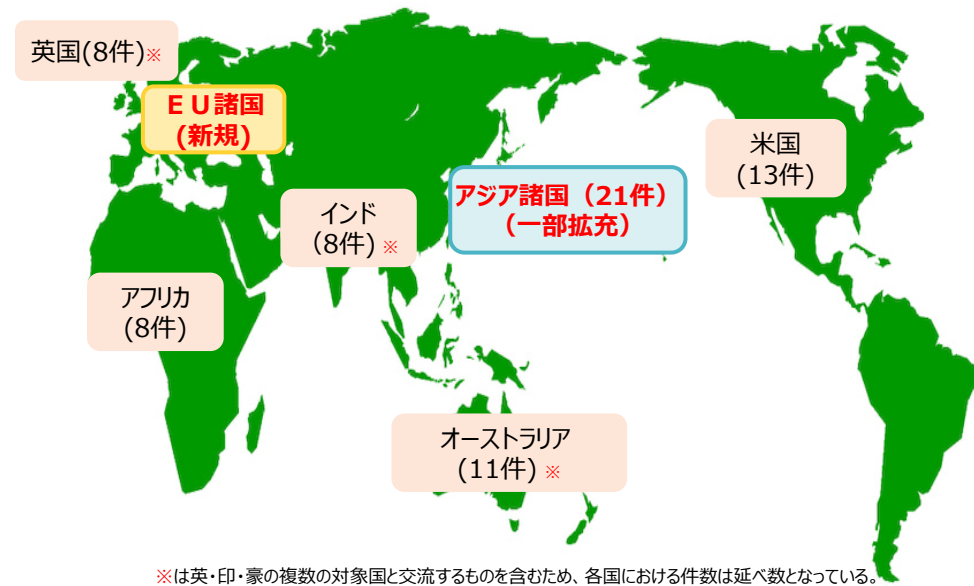 英国(8件)※
ＥＵ諸国
(新規)
米国
(13件)
アジア諸国（21件）
（一部拡充）
インド
（8件）※
アフリカ
(8件)
オーストラリア
(11件)※
※は英・印・豪の複数の対象国と交流するものを含むため、各国における件数は延べ数となっている。